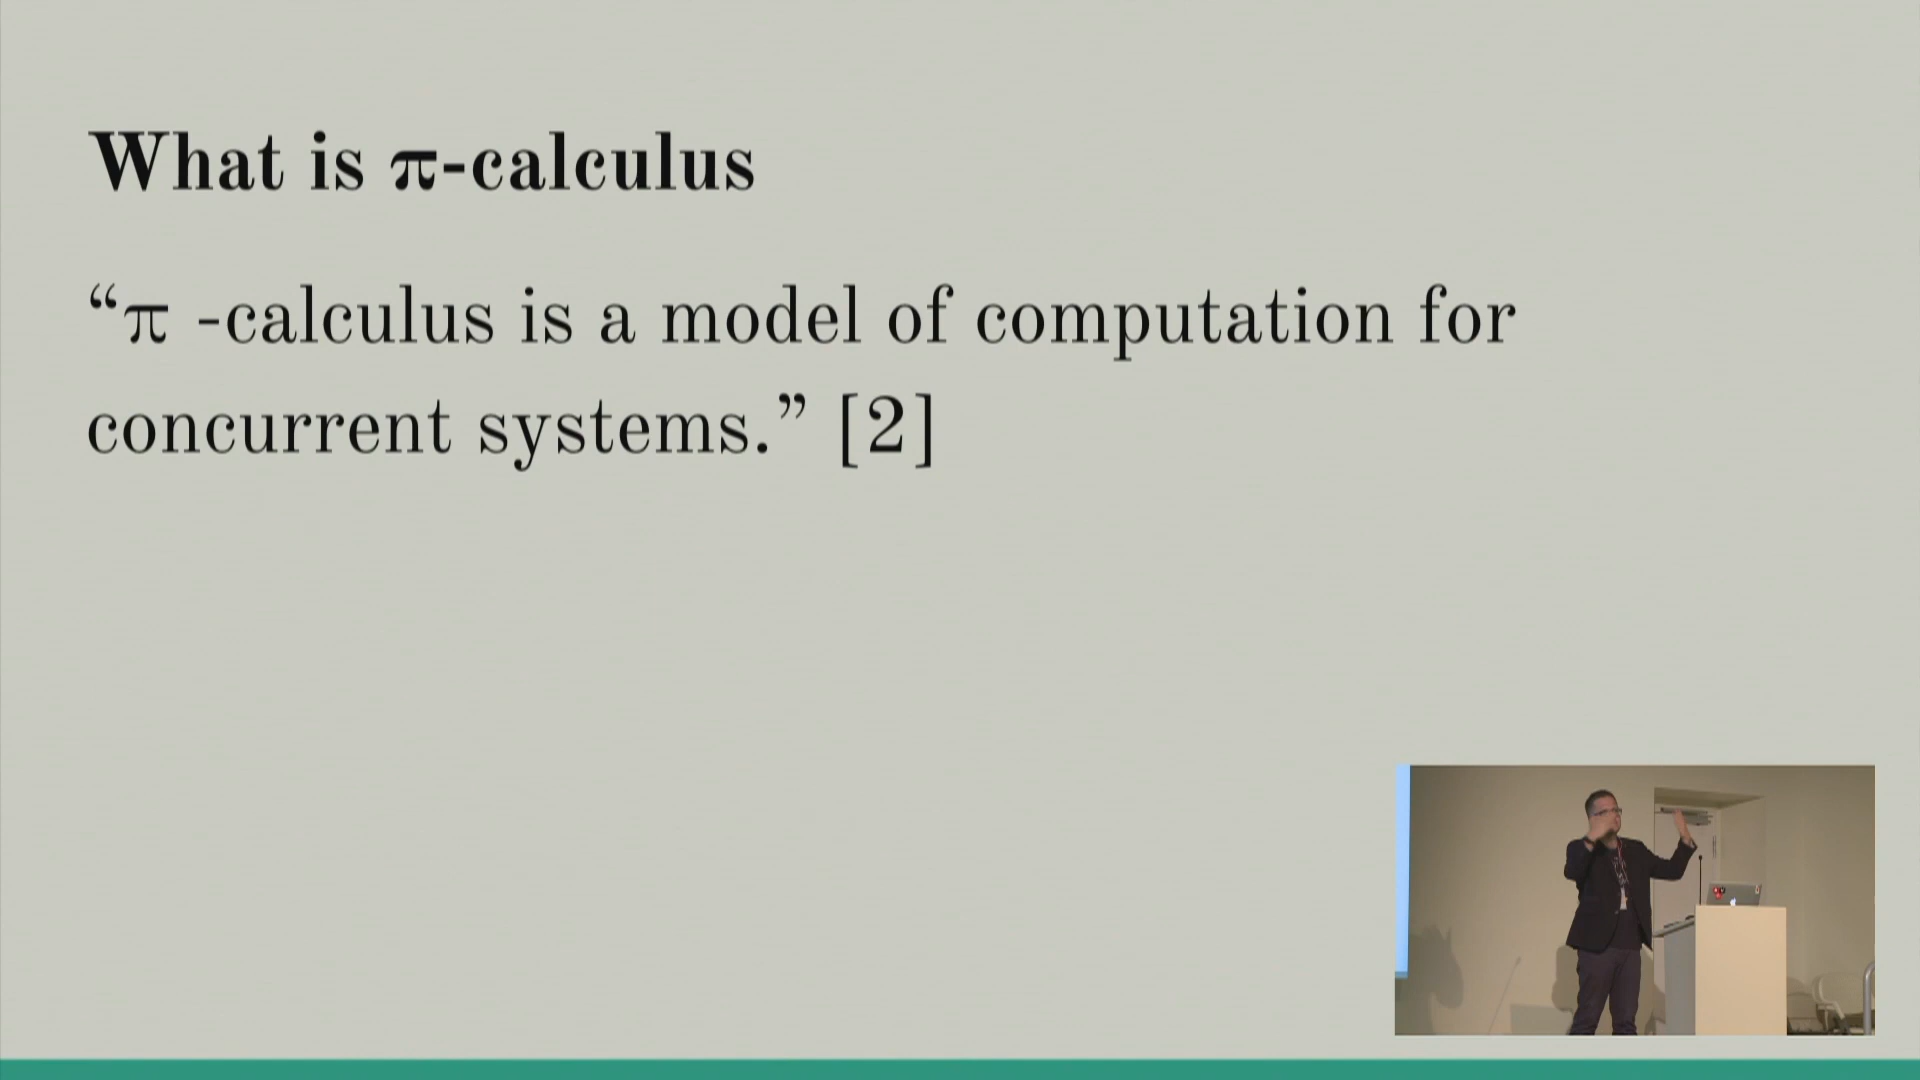 What is π-calculus
“π -calculus is a model of computation for
concurrent systems.” [2]